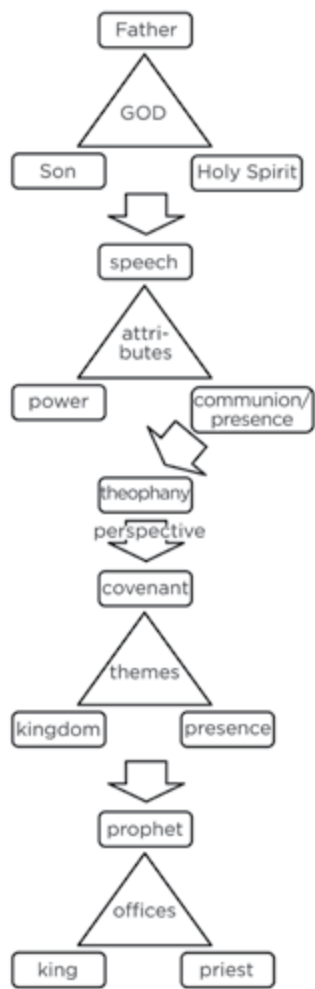 Father
GOD
Son
Holy Spirit
speech
attri-
butes
power
communion/
presence
theophany
perspective
covenant
themes
kingdom
presence
prophet
offices
king
priest